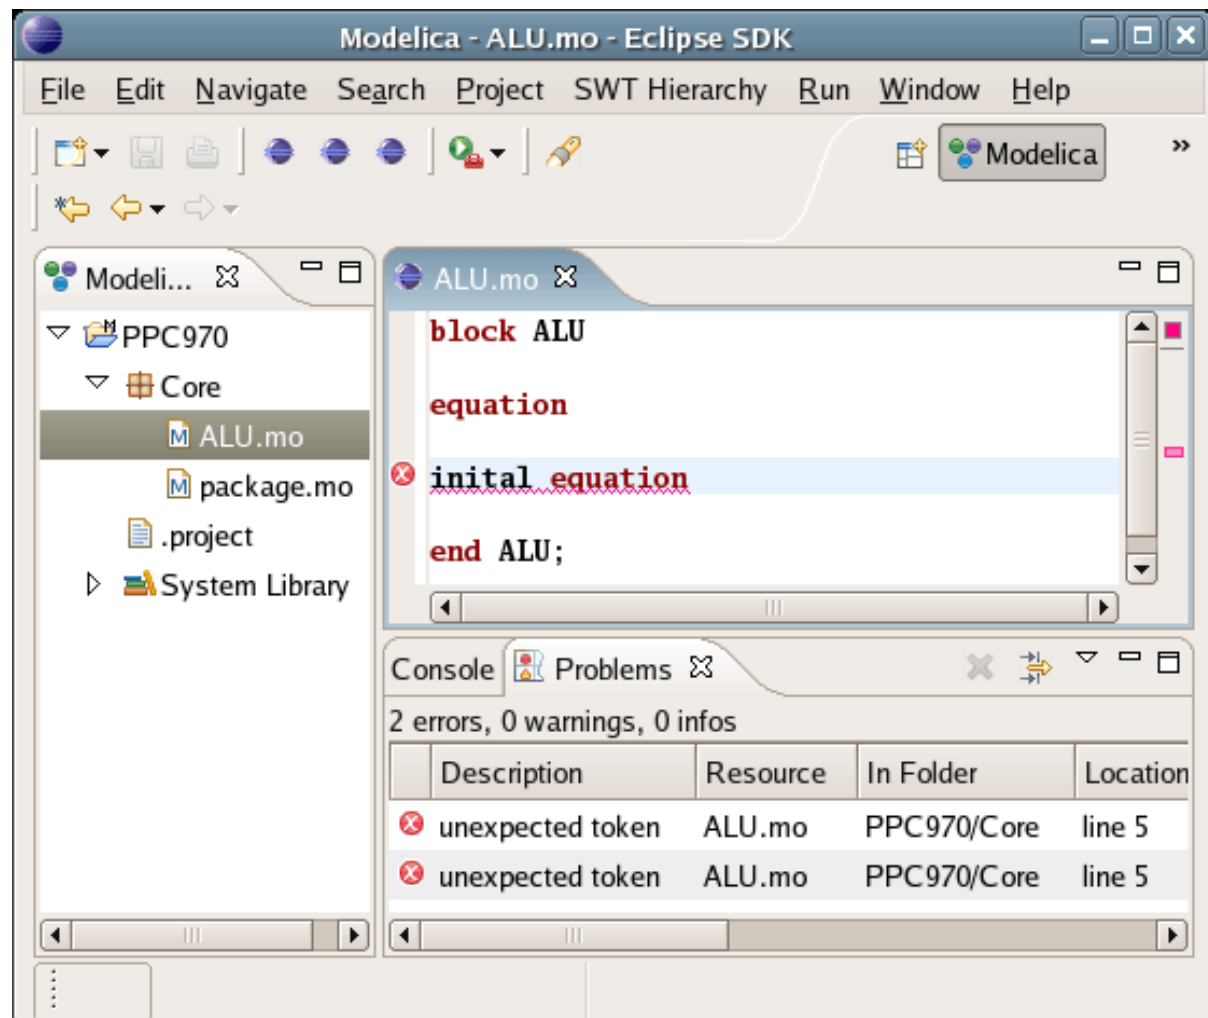 Modelica - ALU.mo - Eclipse SDK
File Edit Navigate Search Project SWT Hierarchy Run Window Help
Modelica »
Modeli...
PPC970
Core
M ALU.mo
M package.mo
.project
System Library
ALU.mo
block ALU
equation
inital equation
end ALU;
Console Problems
2 errors, 0 warnings, 0 infos
Description Resource In Folder Location
unexpected token ALU.mo PPC970/Core line 5
unexpected token ALU.mo PPC970/Core line 5